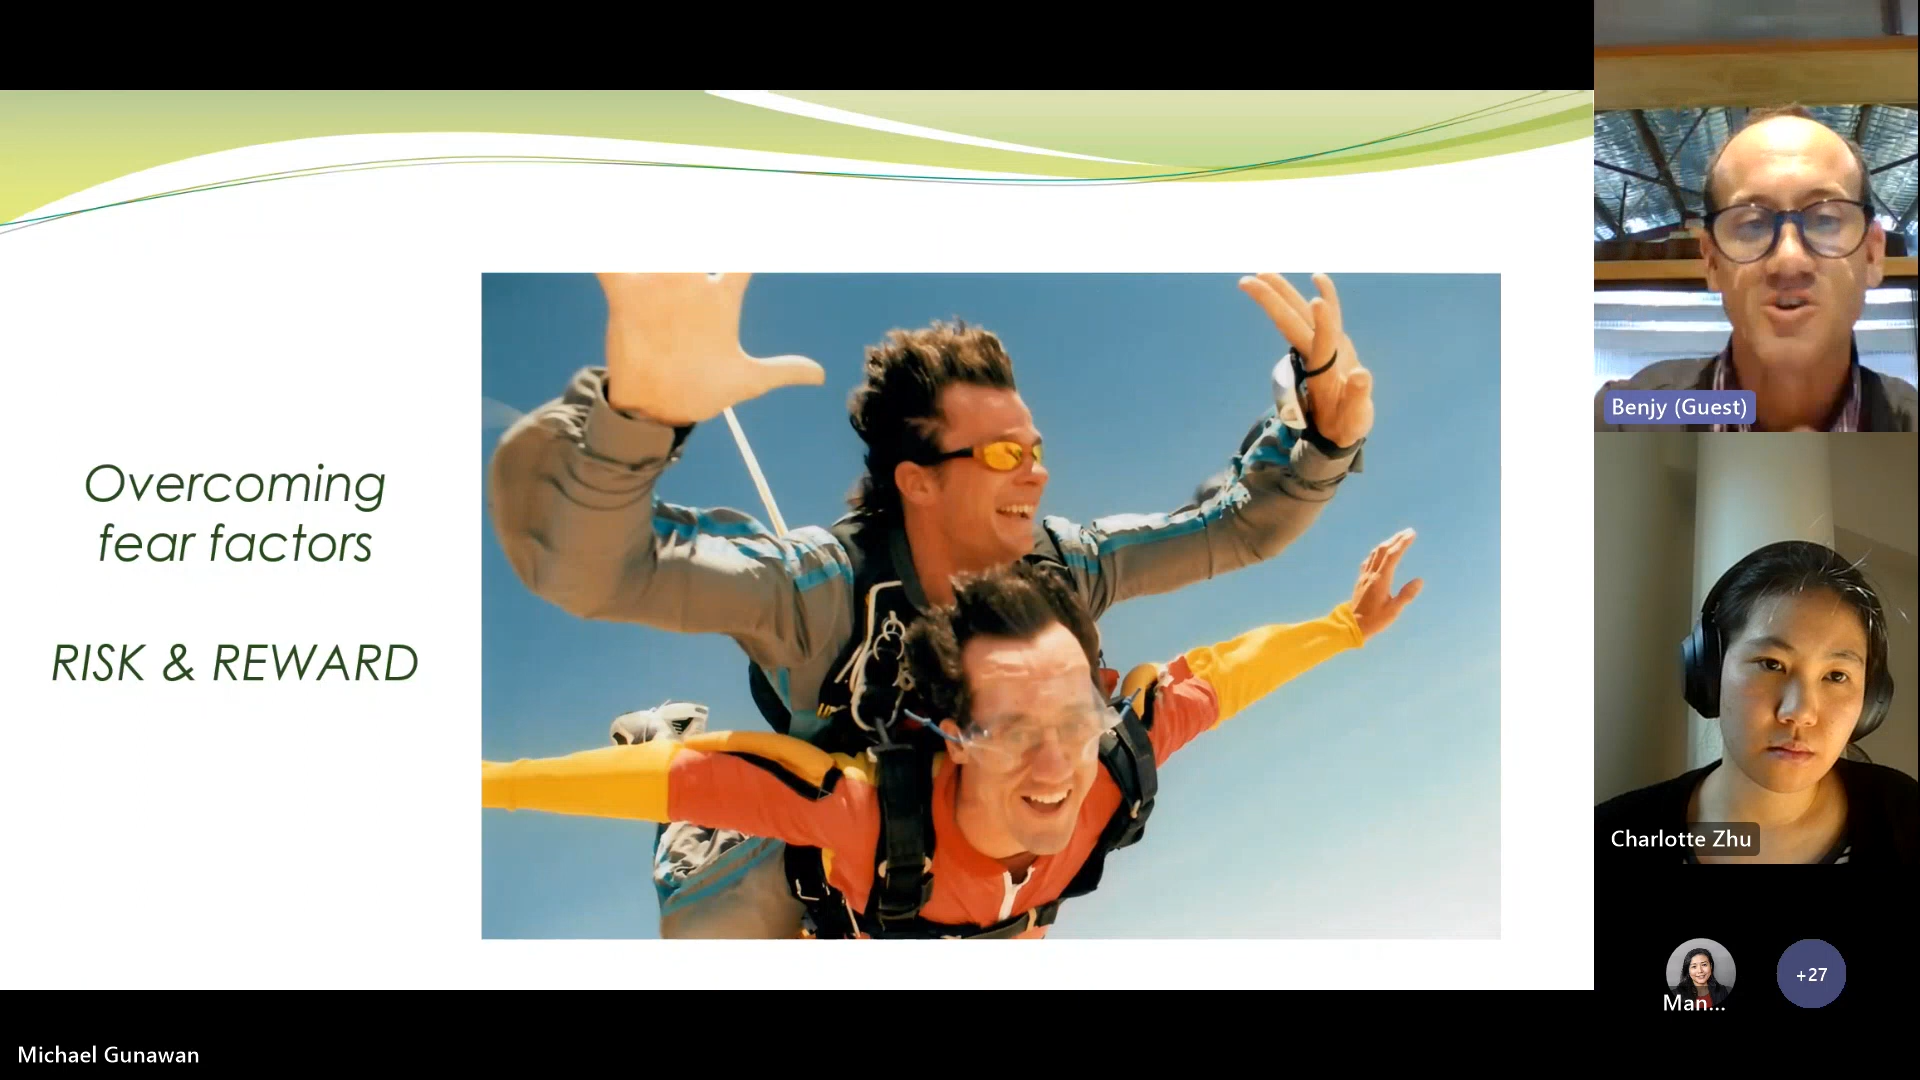 Overcoming
fear factors
RISK & REWARD
Benjy (Guest)
Charlotte Zhu
Man...
+27
Michael Gunawan